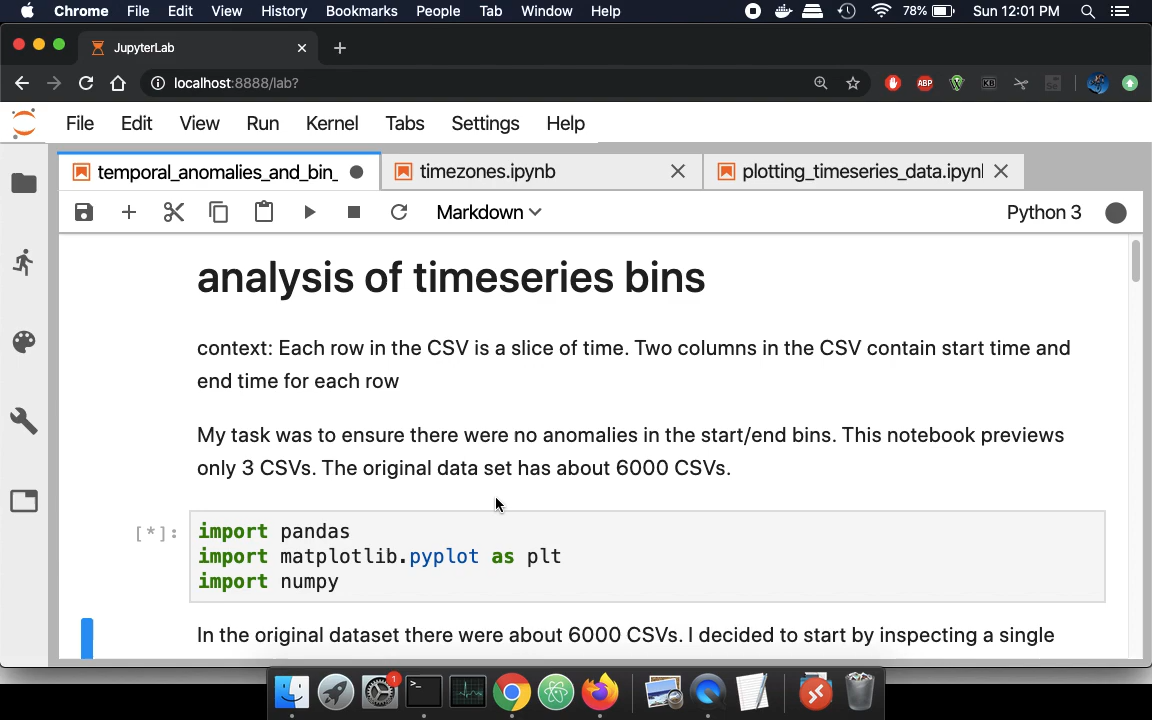 Chrome File Edit View History Bookmarks People Tab Window Help 78% Sun 12:01 PM
JupyterLab
localhost:8888/lab?
ABP KB
File Edit View Run Kernel Tabs Settings Help
temporal_anomalies_and_bin_ timezones.ipynb plotting_timeseries_data.ipynl
Markdown Python 3
analysis of timeseries bins
context: Each row in the CSV is a slice of time. Two columns in the CSV contain start time and
end time for each row
My task was to ensure there were no anomalies in the start/end bins. This notebook previews
only 3 CSVs. The original data set has about 6000 CSVs.
[*]: import pandas
import matplotlib.pyplot as plt
import numpy
In the original dataset there were about 6000 CSVs. I decided to start by inspecting a single
1